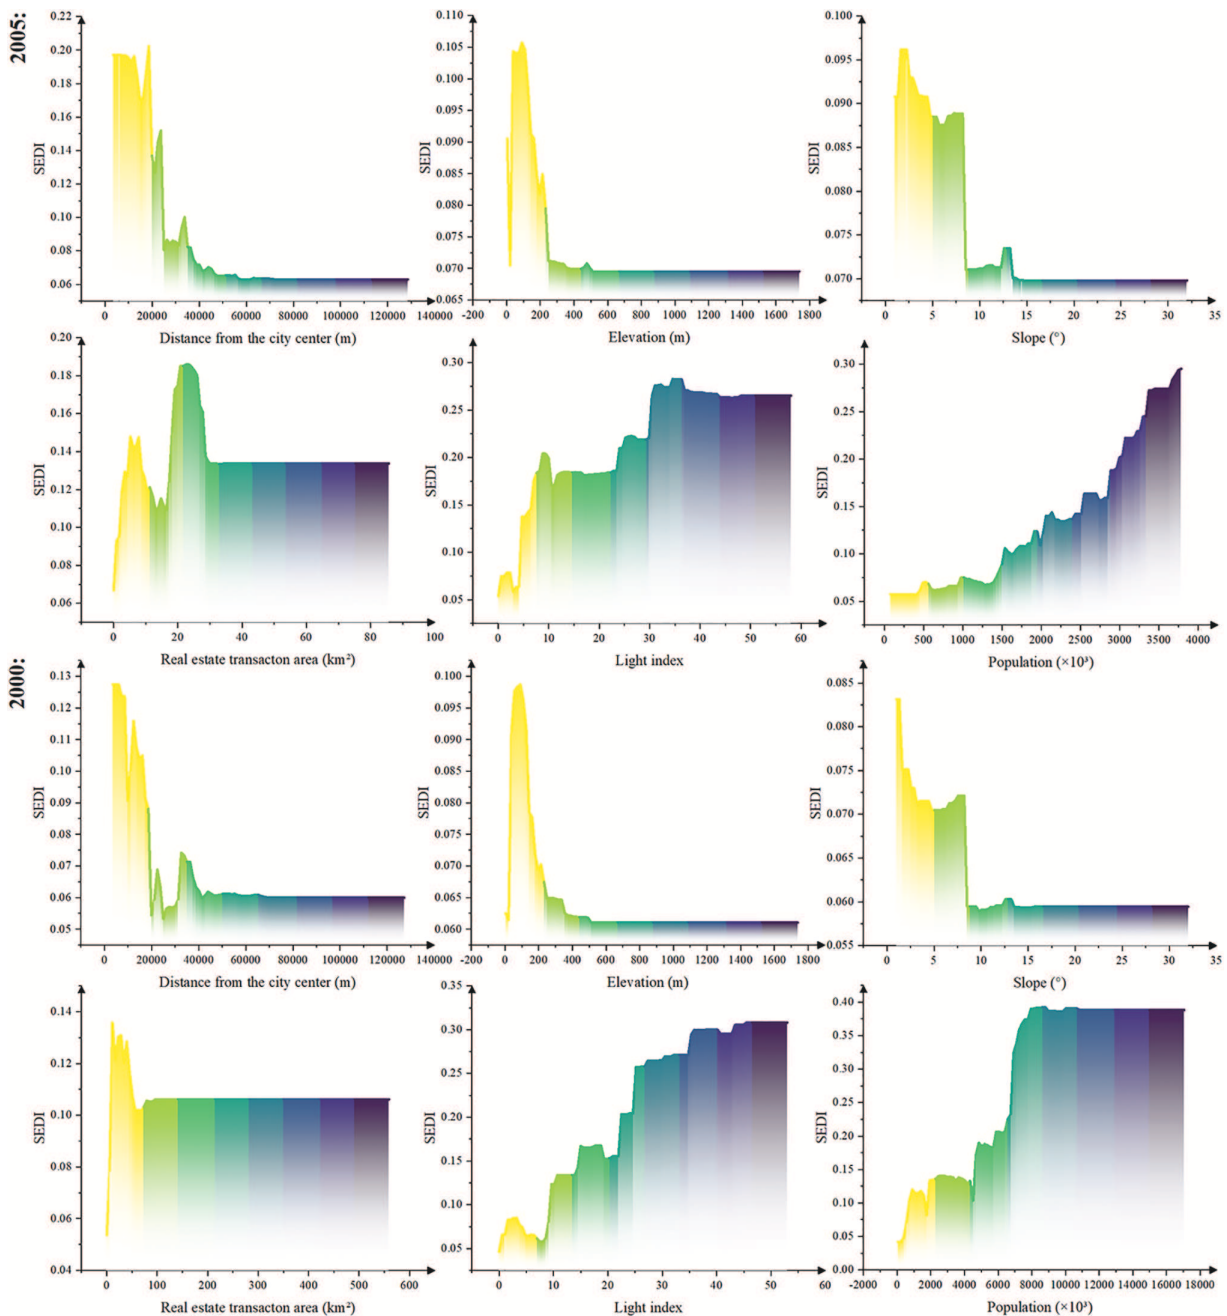 2005:
0.22
0.20
0.18
0.16
0.14
0.12
0.10
0.08
0.06
SEDI
0 20000 40000 60000 80000 100000 120000 140000
Distance from the city center (m)
0.110
0.105
0.100
0.095
0.090
0.085
0.080
0.075
0.070
0.065
SEDI
-200 0 200 400 600 800 1000 1200 1400 1600 1800
Elevation (m)
0.100
0.095
0.090
0.085
0.080
0.075
0.070
SEDI
0 5 10 15 20 25 30 35
Slope (°)
0.20
0.18
0.16
0.14
0.12
0.10
0.08
0.06
SEDI
0 20 40 60 80 100
Real estate transacton area (km²)
0.30
0.25
0.20
0.15
0.10
0.05
SEDI
0 10 20 30 40 50 60
Light index
0.30
0.25
0.20
0.15
0.10
0.05
SEDI
0 500 1000 1500 2000 2500 3000 3500 4000
Population (×10³)
2000:
0.13
0.12
0.11
0.10
0.09
0.08
0.07
0.06
0.05
SEDI
0 20000 40000 60000 80000 100000 120000 140000
Distance from the city center (m)
0.100
0.095
0.090
0.085
0.080
0.075
0.070
0.065
0.060
SEDI
-200 0 200 400 600 800 1000 1200 1400 1600 1800
Elevation (m)
0.085
0.080
0.075
0.070
0.065
0.060
0.055
SEDI
0 5 10 15 20 25 30 35
Slope (°)
0.14
0.12
0.10
0.08
0.06
0.04
SEDI
0 100 200 300 400 500 600
Real estate transacton area (km²)
0.35
0.30
0.25
0.20
0.15
0.10
0.05
SEDI
0 10 20 30 40 50 60
Light index
0.40
0.35
0.30
0.25
0.20
0.15
0.10
0.05
0.00
SEDI
-2000 0 2000 4000 6000 8000 10000 12000 14000 16000 18000
Population (×10³)